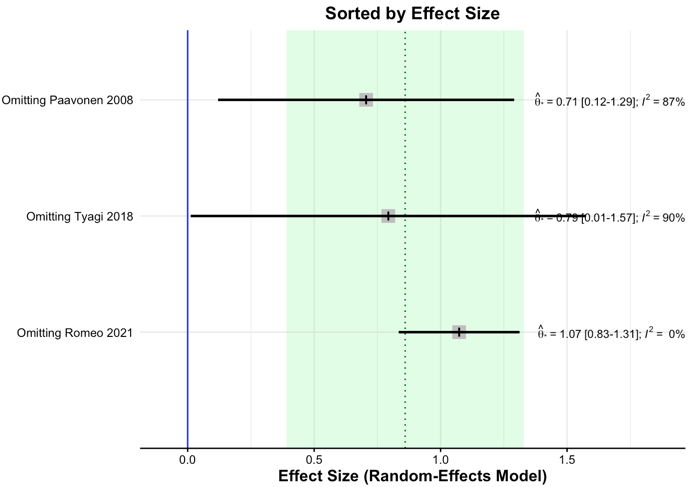 Sorted by Effect Size
Omitting Paavonen 2008
θ̂* = 0.71 [0.12-1.29]; I² = 87%
Omitting Tyagi 2018
θ̂* = 0.79 [0.01-1.57]; I² = 90%
Omitting Romeo 2021
θ̂* = 1.07 [0.83-1.31]; I² = 0%
0.0 0.5 1.0 1.5
Effect Size (Random-Effects Model)